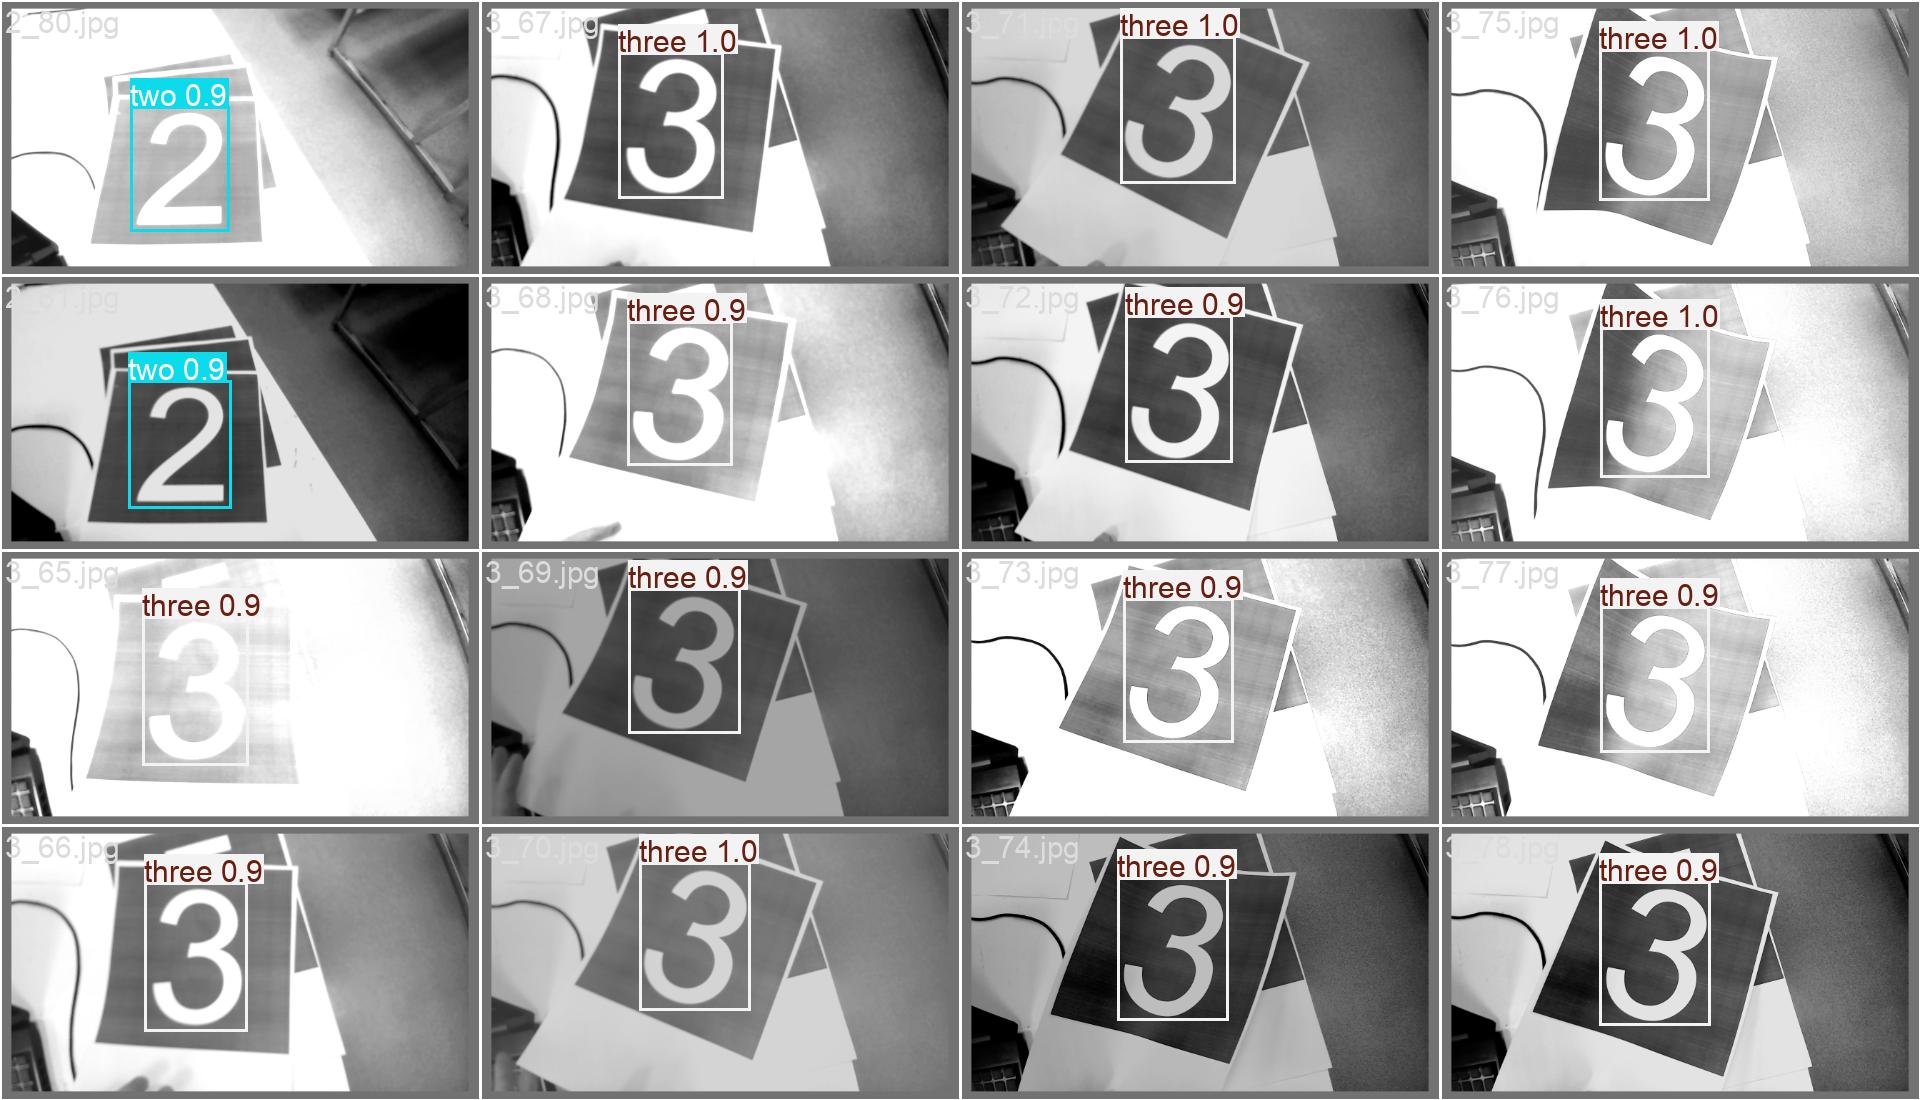 2_80.jpg
two 0.9
2
3_67.jpg
three 1.0
3
3_71.jpg
three 1.0
3
3_75.jpg
three 1.0
3
2_81.jpg
two 0.9
2
3_68.jpg
three 0.9
3
3_72.jpg
three 0.9
3
3_76.jpg
three 1.0
3
3_65.jpg
three 0.9
3
3_69.jpg
three 0.9
3
3_73.jpg
three 0.9
3
3_77.jpg
three 0.9
3
3_66.jpg
three 0.9
3
3_70.jpg
three 1.0
3
3_74.jpg
three 0.9
3
3_78.jpg
three 0.9
3